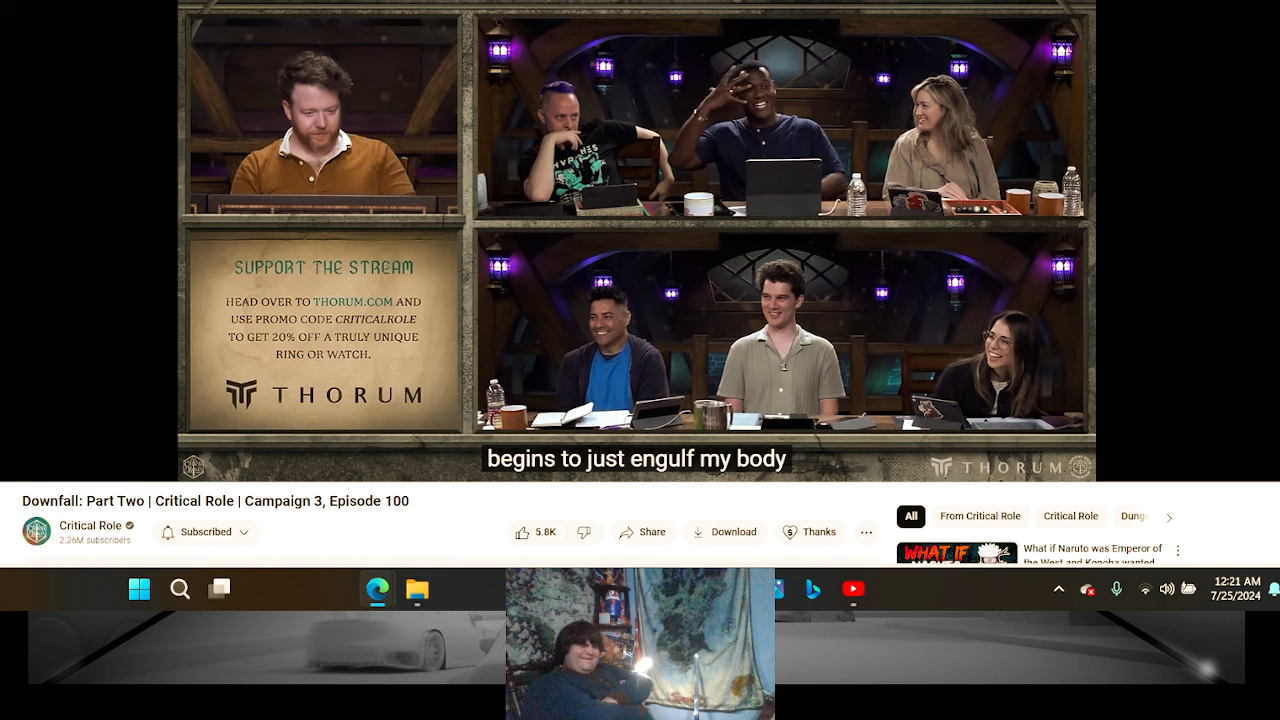 SUPPORT THE STREAM
HEAD OVER TO THORUM.COM AND
USE PROMO CODE CRITICALROLE
TO GET 20% OFF A TRULY UNIQUE
RING OR WATCH.
THORUM
begins to just engulf my body
THORUM
Downfall: Part Two | Critical Role | Campaign 3, Episode 100
Critical Role
2.26M subscribers
Subscribed
5.8K
Share
Download
Thanks
All
From Critical Role
Critical Role
Dung
WHAT IF
What if Naruto was Emperor of
the West and Konoha wanted
12:21 AM
7/25/2024